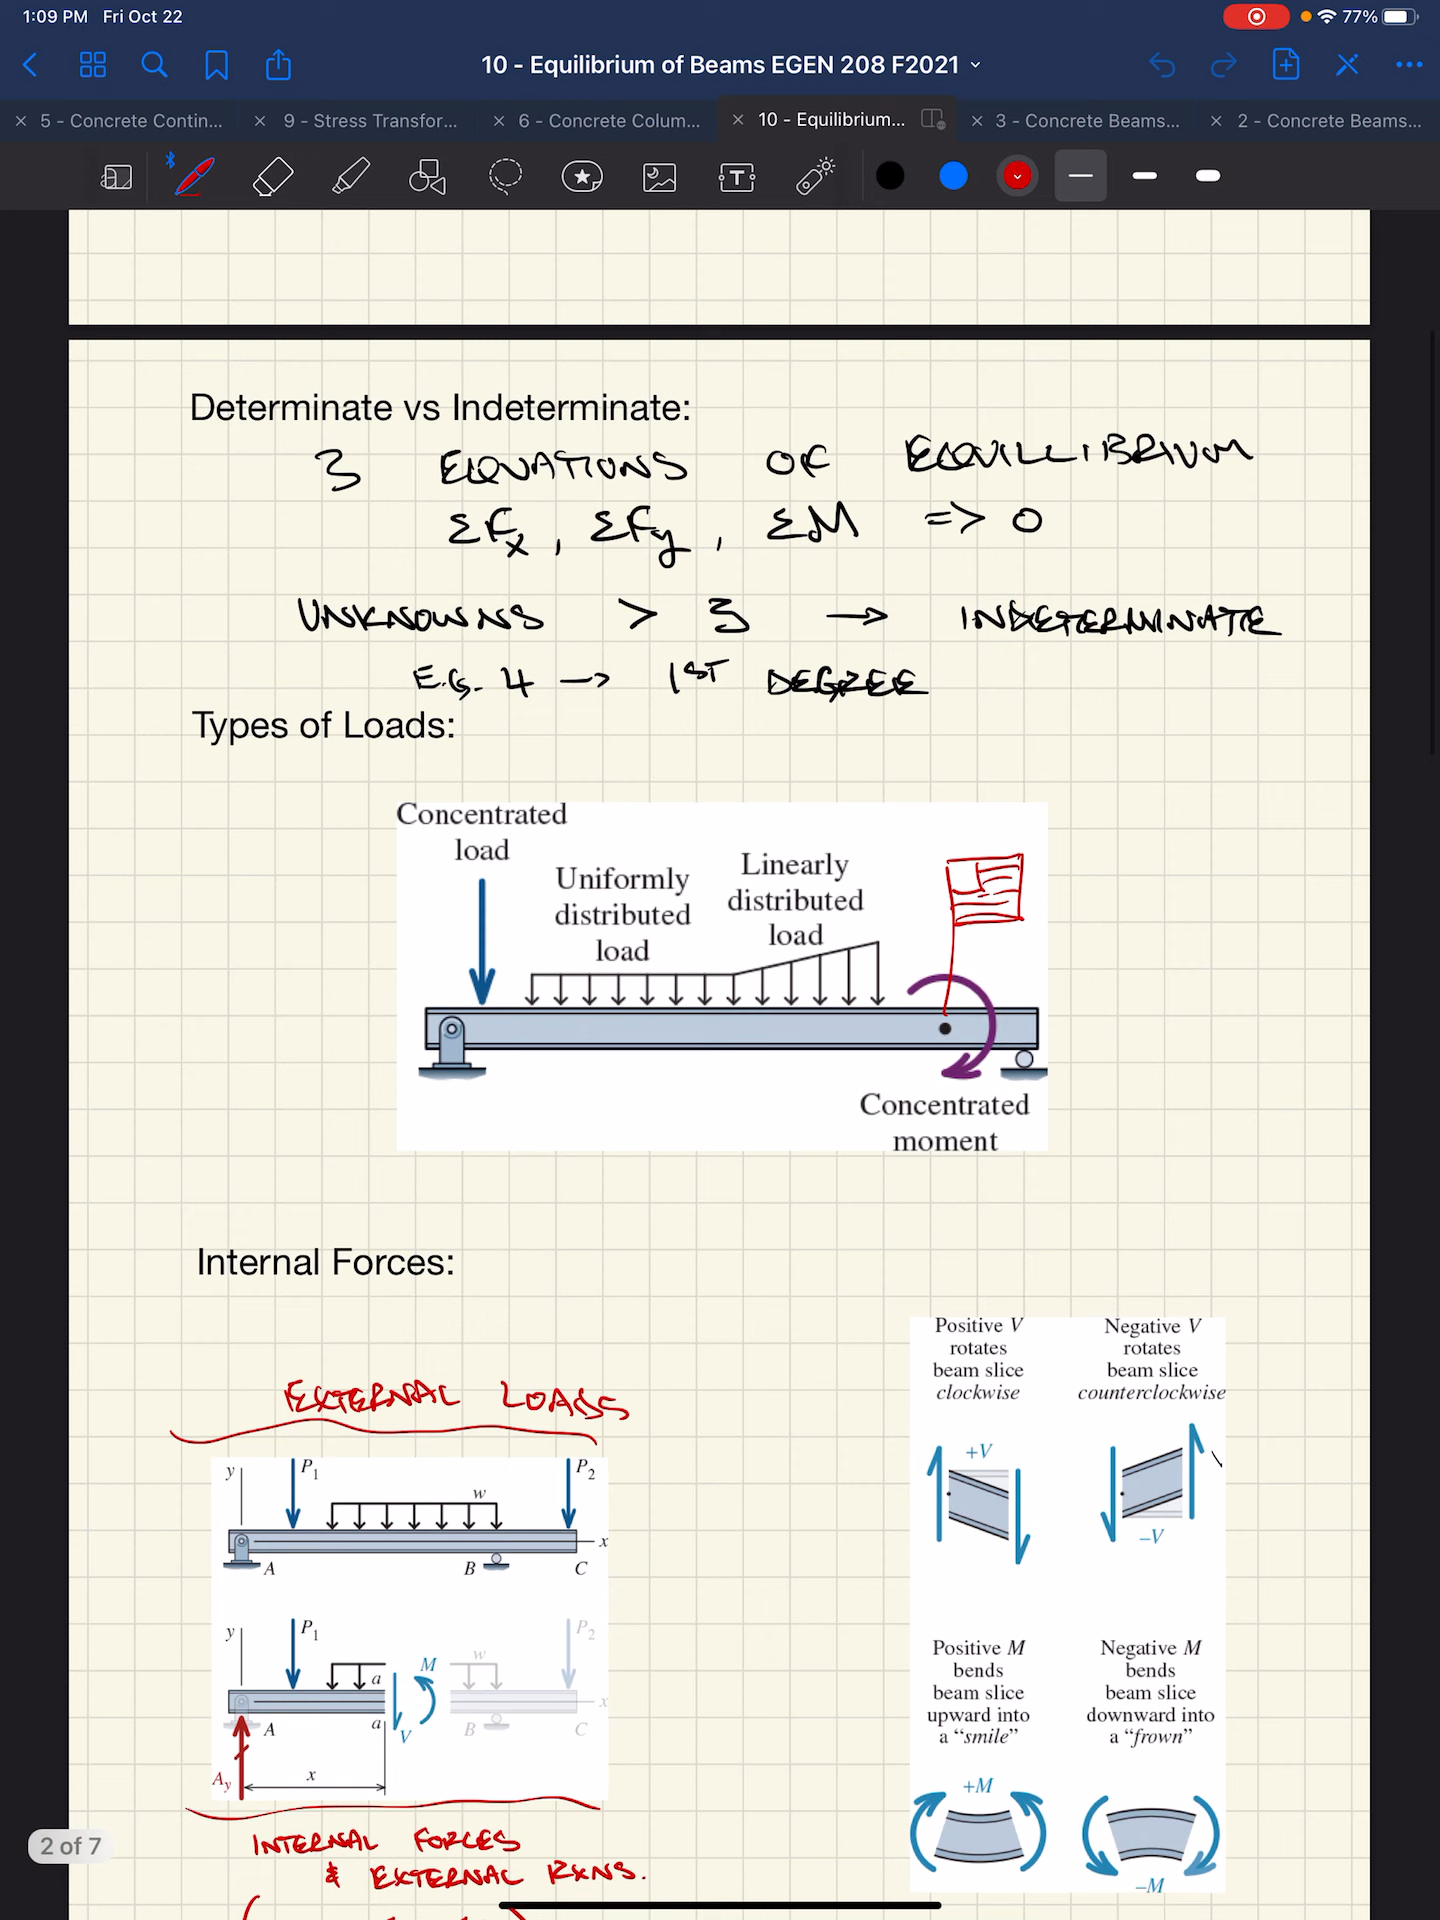 1:09 PM Fri Oct 22
77%
10 - Equilibrium of Beams EGEN 208 F2021
5 - Concrete Contin...
9 - Stress Transfor...
6 - Concrete Colum...
10 - Equilibrium...
3 - Concrete Beams...
2 - Concrete Beams...
T
Determinate vs Indeterminate:
3 EQUATIONS OF EQUILLIBRIUM
ΣFx, ΣFy, ΣM => 0
UNKNOWNS > 3 → INDETERMINATE
E.G. 4 → 1ST DEGREE
Types of Loads:
Concentrated
load
Uniformly
distributed
load
Linearly
distributed
load
Concentrated
moment
Internal Forces:
EXTERNAL LOADS
y P1 w P2
x
A B C
y P1 a M w P2
x
A a V B C
Ay x
INTERNAL FORCES
& EXTERNAL RXNS.
Positive V
rotates
beam slice
clockwise
+V
Negative V
rotates
beam slice
counterclockwise
–V
Positive M
bends
beam slice
upward into
a “smile”
+M
Negative M
bends
beam slice
downward into
a “frown”
–M
2 of 7